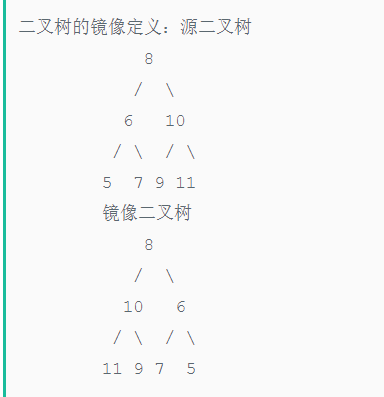 二叉树的镜像定义：源二叉树
8
/ \
6 10
/ \ / \
5 7 9 11
镜像二叉树
8
/ \
10 6
/ \ / \
11 9 7 5